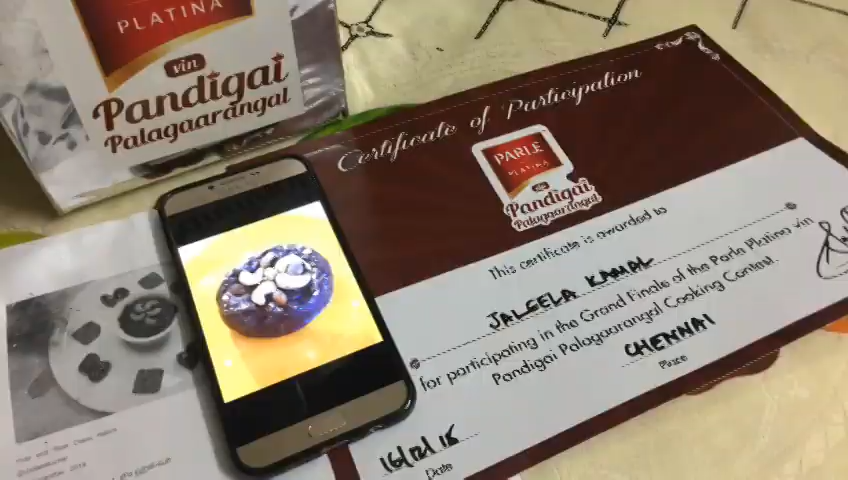 PLATINA
vin
Pandigai
Palagaarangal
Certificate of Participation
PARLE
PLATINA
vin
Pandigai
Palagaarangal
This certificate is awarded to
JALEELA KAMAL
for participating in the Grand Finale of the Parle Platina vin
Pandigai Palagaarangal Cooking Contest.
CHENNAI
Place
16/12/18
Date